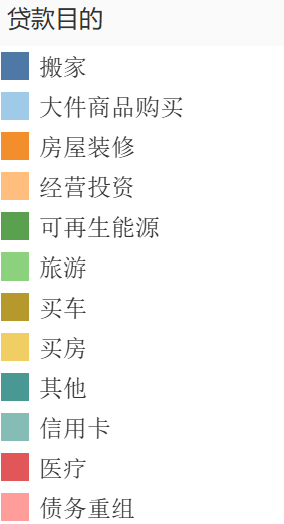 贷款目的
搬家
大件商品购买
房屋装修
经营投资
可再生能源
旅游
买车
买房
其他
信用卡
医疗
债务重组